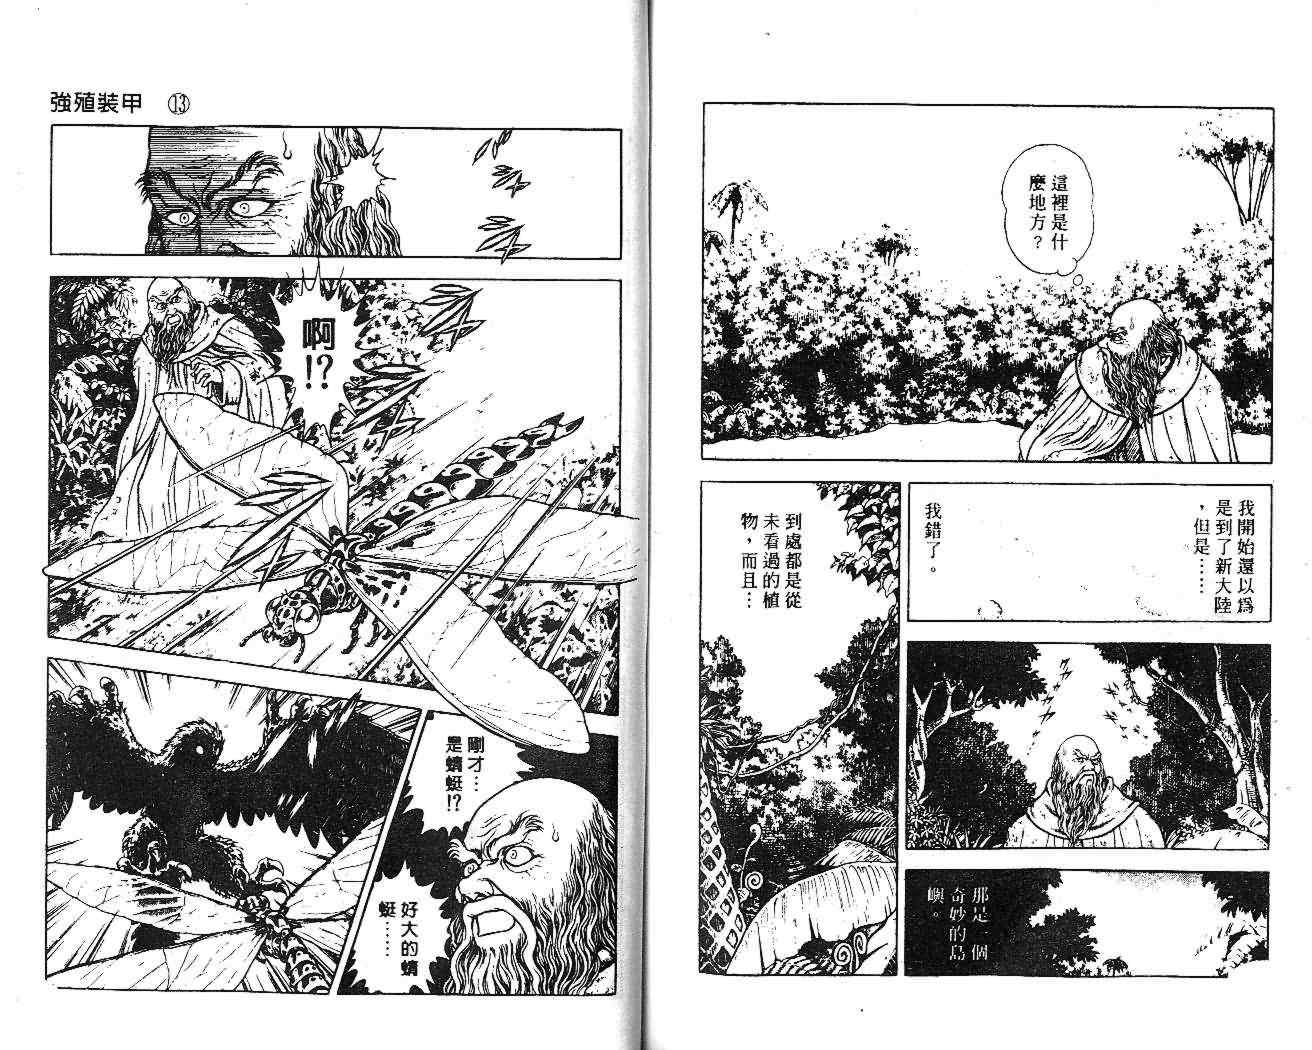 這裡是什
麼地方？
我開始還以為
是到了新大陸
，但是……
我錯了。
那是一個
奇妙的島
嶼。
到處都是從
未看過的植
物，而且…
強殖裝甲 ⑬
啊!?
剛才…
是蜻蜓!?
好大的蜻
蜓……